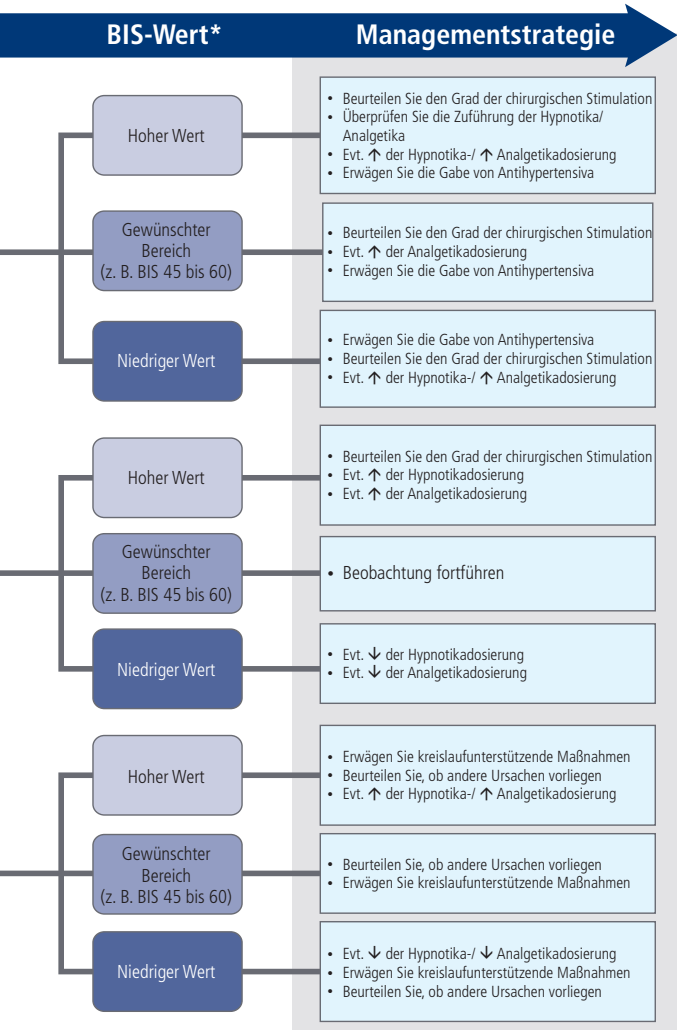 BIS-Wert*
Managementstrategie
Hoher Wert
• Beurteilen Sie den Grad der chirurgischen Stimulation
• Überprüfen Sie die Zuführung der Hypnotika/
Analgetika
• Evt. ↑ der Hypnotika-/ ↑ Analgetikadosierung
• Erwägen Sie die Gabe von Antihypertensiva
Gewünschter
Bereich
(z. B. BIS 45 bis 60)
• Beurteilen Sie den Grad der chirurgischen Stimulation
• Evt. ↑ der Analgetikadosierung
• Erwägen Sie die Gabe von Antihypertensiva
Niedriger Wert
• Erwägen Sie die Gabe von Antihypertensiva
• Beurteilen Sie den Grad der chirurgischen Stimulation
• Evt. ↑ der Hypnotika-/ ↑ Analgetikadosierung
Hoher Wert
• Beurteilen Sie den Grad der chirurgischen Stimulation
• Evt. ↑ der Hypnotikadosierung
• Evt. ↑ der Analgetikadosierung
Gewünschter
Bereich
(z. B. BIS 45 bis 60)
• Beobachtung fortführen
Niedriger Wert
• Evt. ↓ der Hypnotikadosierung
• Evt. ↓ der Analgetikadosierung
Hoher Wert
• Erwägen Sie kreislaufunterstützende Maßnahmen
• Beurteilen Sie, ob andere Ursachen vorliegen
• Evt. ↑ der Hypnotika-/ ↑ Analgetikadosierung
Gewünschter
Bereich
(z. B. BIS 45 bis 60)
• Beurteilen Sie, ob andere Ursachen vorliegen
• Erwägen Sie kreislaufunterstützende Maßnahmen
Niedriger Wert
• Evt. ↓ der Hypnotika-/ ↓ Analgetikadosierung
• Erwägen Sie kreislaufunterstützende Maßnahmen
• Beurteilen Sie, ob andere Ursachen vorliegen